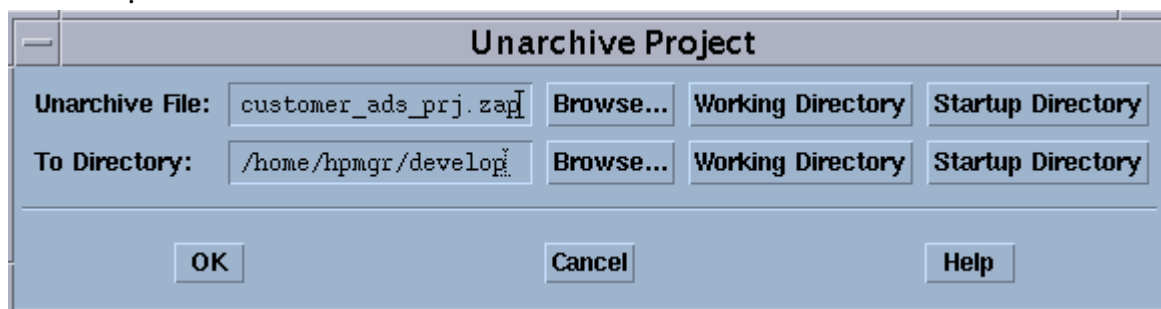 Unarchive Project
Unarchive File: customer_ads_prj.zap Browse... Working Directory Startup Directory
To Directory: /home/hpmgr/develop Browse... Working Directory Startup Directory
OK Cancel Help